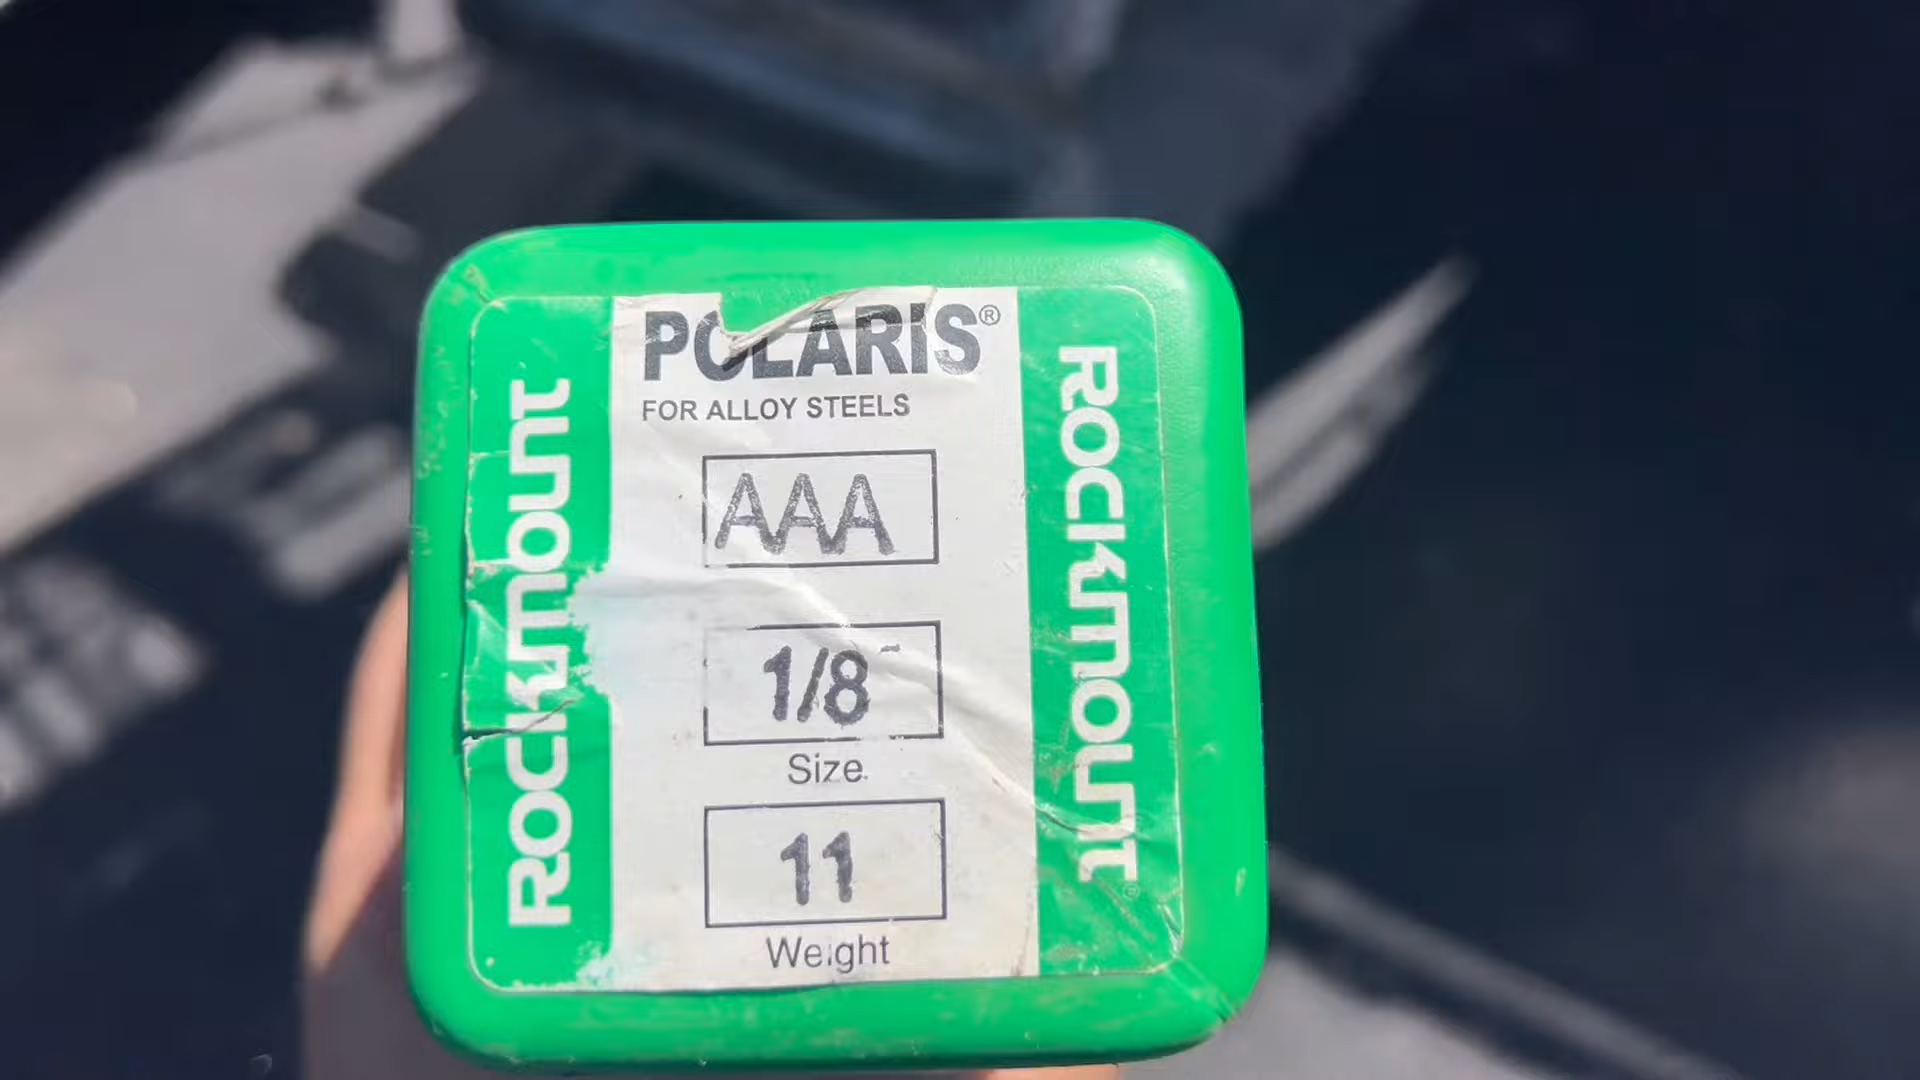 POLARIS®
FOR ALLOY STEELS
AAA
1/8"
Size
11
Weight
ROCKMOUNT
ROCKMOUNT®